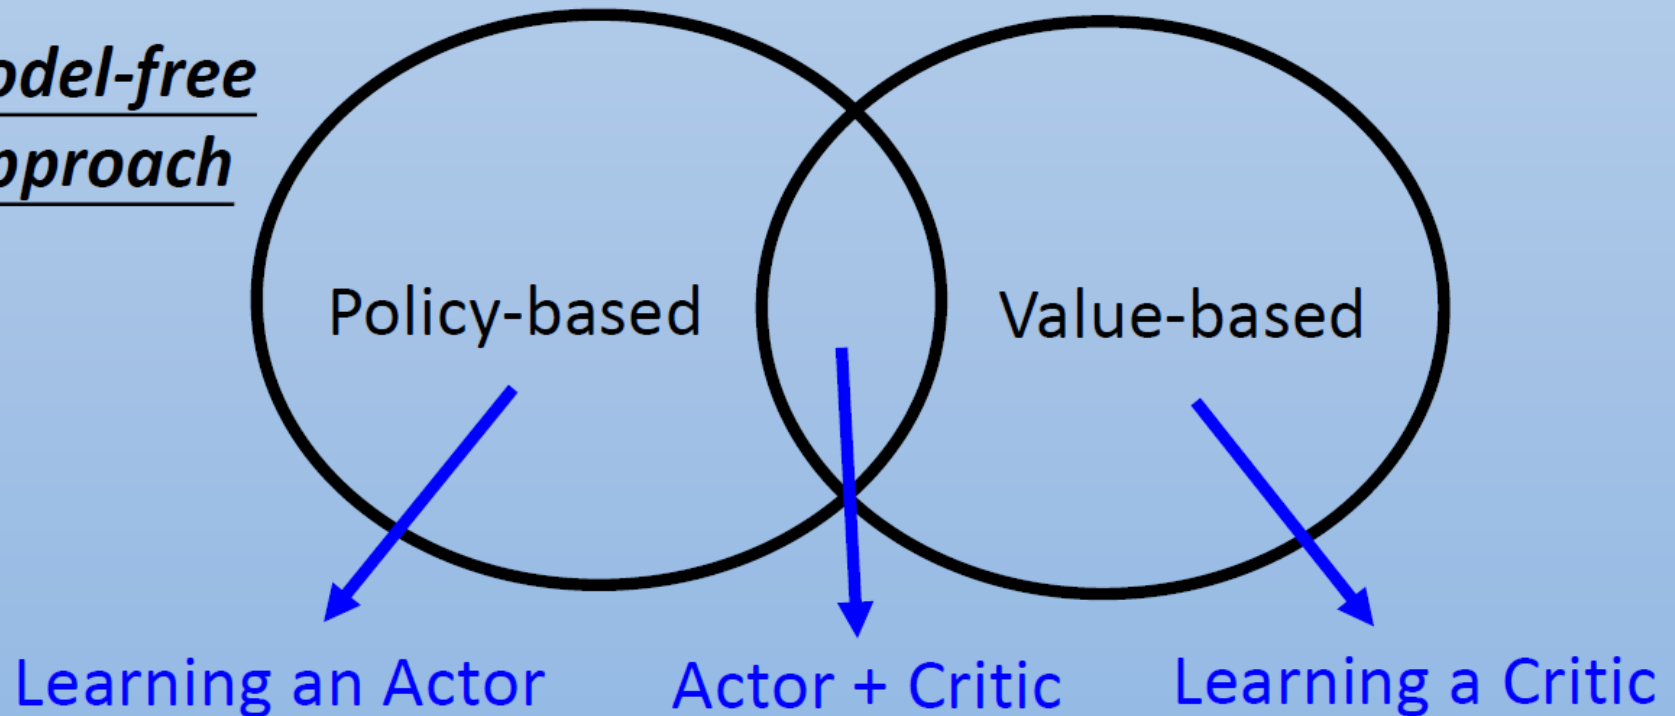 odel-free
pproach
Policy-based
Value-based
Learning an Actor
Actor + Critic
Learning a Critic